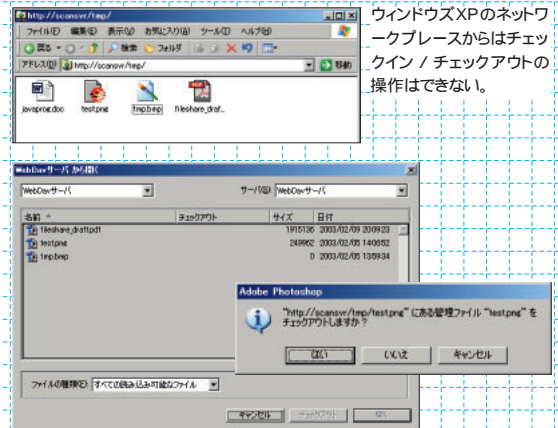 http://scansvr/tmp/
ファイル(F) 編集(E) 表示(V) お気に入り(A) ツール(T) ヘルプ(H)
戻る 検索 フォルダ
アドレス(D) http://scansvr/tmp/ 移動
javaprog.doc test.png tmp.bmp fileshare_draf...
ウィンドウズXPのネットワ
ークプレースからはチェッ
クイン / チェックアウトの
操作はできない。
WebDavサーバ から開く
WebDavサーバ サーバ(S): WebDavサーバ
名前 チェックアウト サイズ 日付
fileshare_draft.pdf 1915136 2003/02/09 20:09:23
test.png 249962 2003/02/05 14:06:52
tmp.bmp 0 2003/02/05 13:59:34
Adobe Photoshop
"http://scansvr/tmp/test.png" にある管理ファイル "test.png" を
チェックアウトしますか?
はい いいえ キャンセル
ファイルの種類(E): すべての読み込み可能なファイル
キャンセル チェックアウト 開く